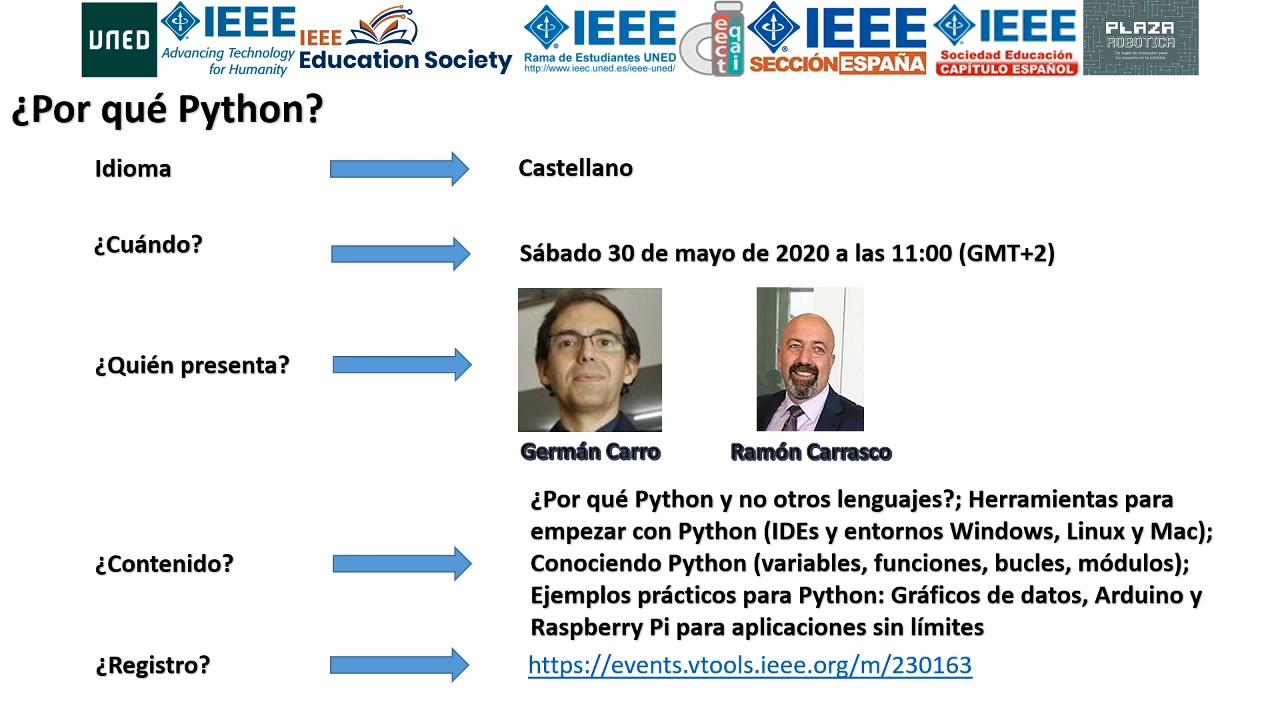 UNED
IEEE
Advancing Technology
for Humanity
IEEE
Education Society
IEEE
Rama de Estudiantes UNED
http://www.ieec.uned.es/ieee-uned/
IEEE
SECCIÓN ESPAÑA
IEEE
Sociedad Educación
CAPÍTULO ESPAÑOL
PLAZA
ROBOTICA
¿Por qué Python?
Idioma
Castellano
¿Cuándo?
Sábado 30 de mayo de 2020 a las 11:00 (GMT+2)
¿Quién presenta?
Germán Carro
Ramón Carrasco
¿Contenido?
¿Por qué Python y no otros lenguajes?; Herramientas para
empezar con Python (IDEs y entornos Windows, Linux y Mac);
Conociendo Python (variables, funciones, bucles, módulos);
Ejemplos prácticos para Python: Gráficos de datos, Arduino y
Raspberry Pi para aplicaciones sin límites
¿Registro?
https://events.vtools.ieee.org/m/230163